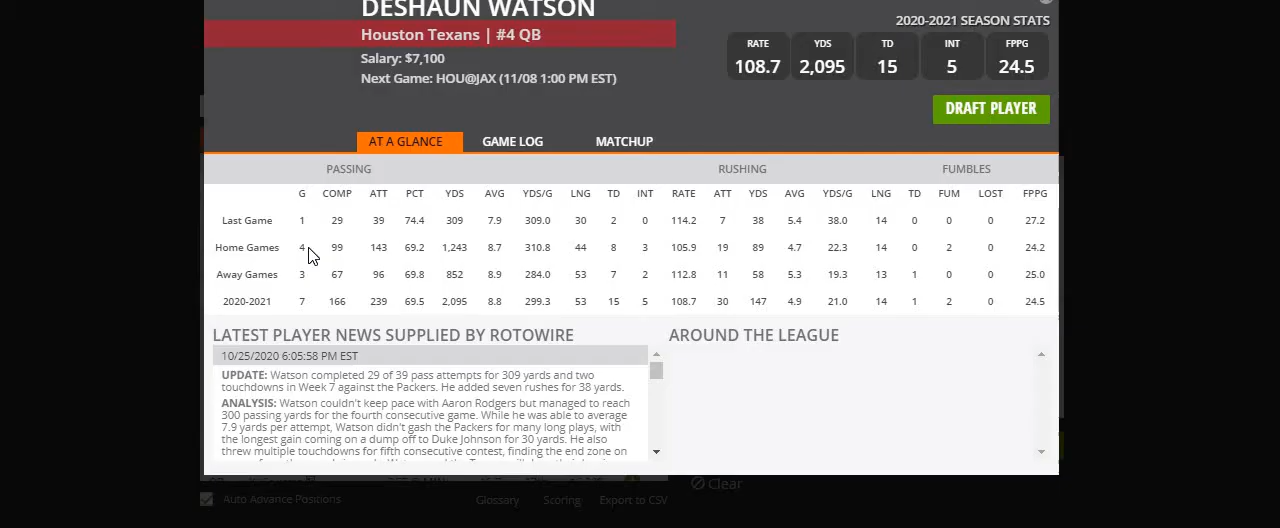 DESHAUN WATSON
Houston Texans | #4 QB
Salary: $7,100
Next Game: HOU@JAX (11/08 1:00 PM EST)
2020-2021 SEASON STATS
RATE YDS TD INT FPPG
108.7 2,095 15 5 24.5
DRAFT PLAYER
AT A GLANCE GAME LOG MATCHUP
PASSING RUSHING FUMBLES
G COMP ATT PCT YDS AVG YDS/G LNG TD INT RATE ATT YDS AVG YDS/G LNG TD FUM LOST FPPG
Last Game 1 29 39 74.4 309 7.9 309.0 30 2 0 114.2 7 38 5.4 38.0 14 0 0 0 27.2
Home Games 4 99 143 69.2 1,243 8.7 310.8 44 8 3 105.9 19 89 4.7 22.3 14 0 2 0 24.2
Away Games 3 67 96 69.8 852 8.9 284.0 53 7 2 112.8 11 58 5.3 19.3 13 1 0 0 25.0
2020-2021 7 166 239 69.5 2,095 8.8 299.3 53 15 5 108.7 30 147 4.9 21.0 14 1 2 0 24.5
LATEST PLAYER NEWS SUPPLIED BY ROTOWIRE
10/25/2020 6:05:58 PM EST
UPDATE: Watson completed 29 of 39 pass attempts for 309 yards and two
touchdowns in Week 7 against the Packers. He added seven rushes for 38 yards.
ANALYSIS: Watson couldn't keep pace with Aaron Rodgers but managed to reach
300 passing yards for the fourth consecutive game. While he was able to average
7.9 yards per attempt, Watson didn't gash the Packers for many long plays, with
the longest gain coming on a dump off to Duke Johnson for 30 yards. He also
threw multiple touchdowns for fifth consecutive contest, finding the end zone on
AROUND THE LEAGUE
Clear
Auto Advance Positions
Glossary Scoring Export to CSV